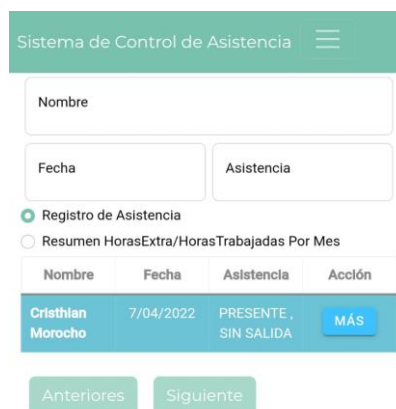 Sistema de Control de Asistencia
Nombre
Fecha Asistencia
Registro de Asistencia
Resumen HorasExtra/HorasTrabajadas Por Mes
Nombre Fecha Asistencia Acción
Cristhian 7/04/2022 PRESENTE , MÁS
Morocho SIN SALIDA
Anteriores Siguiente